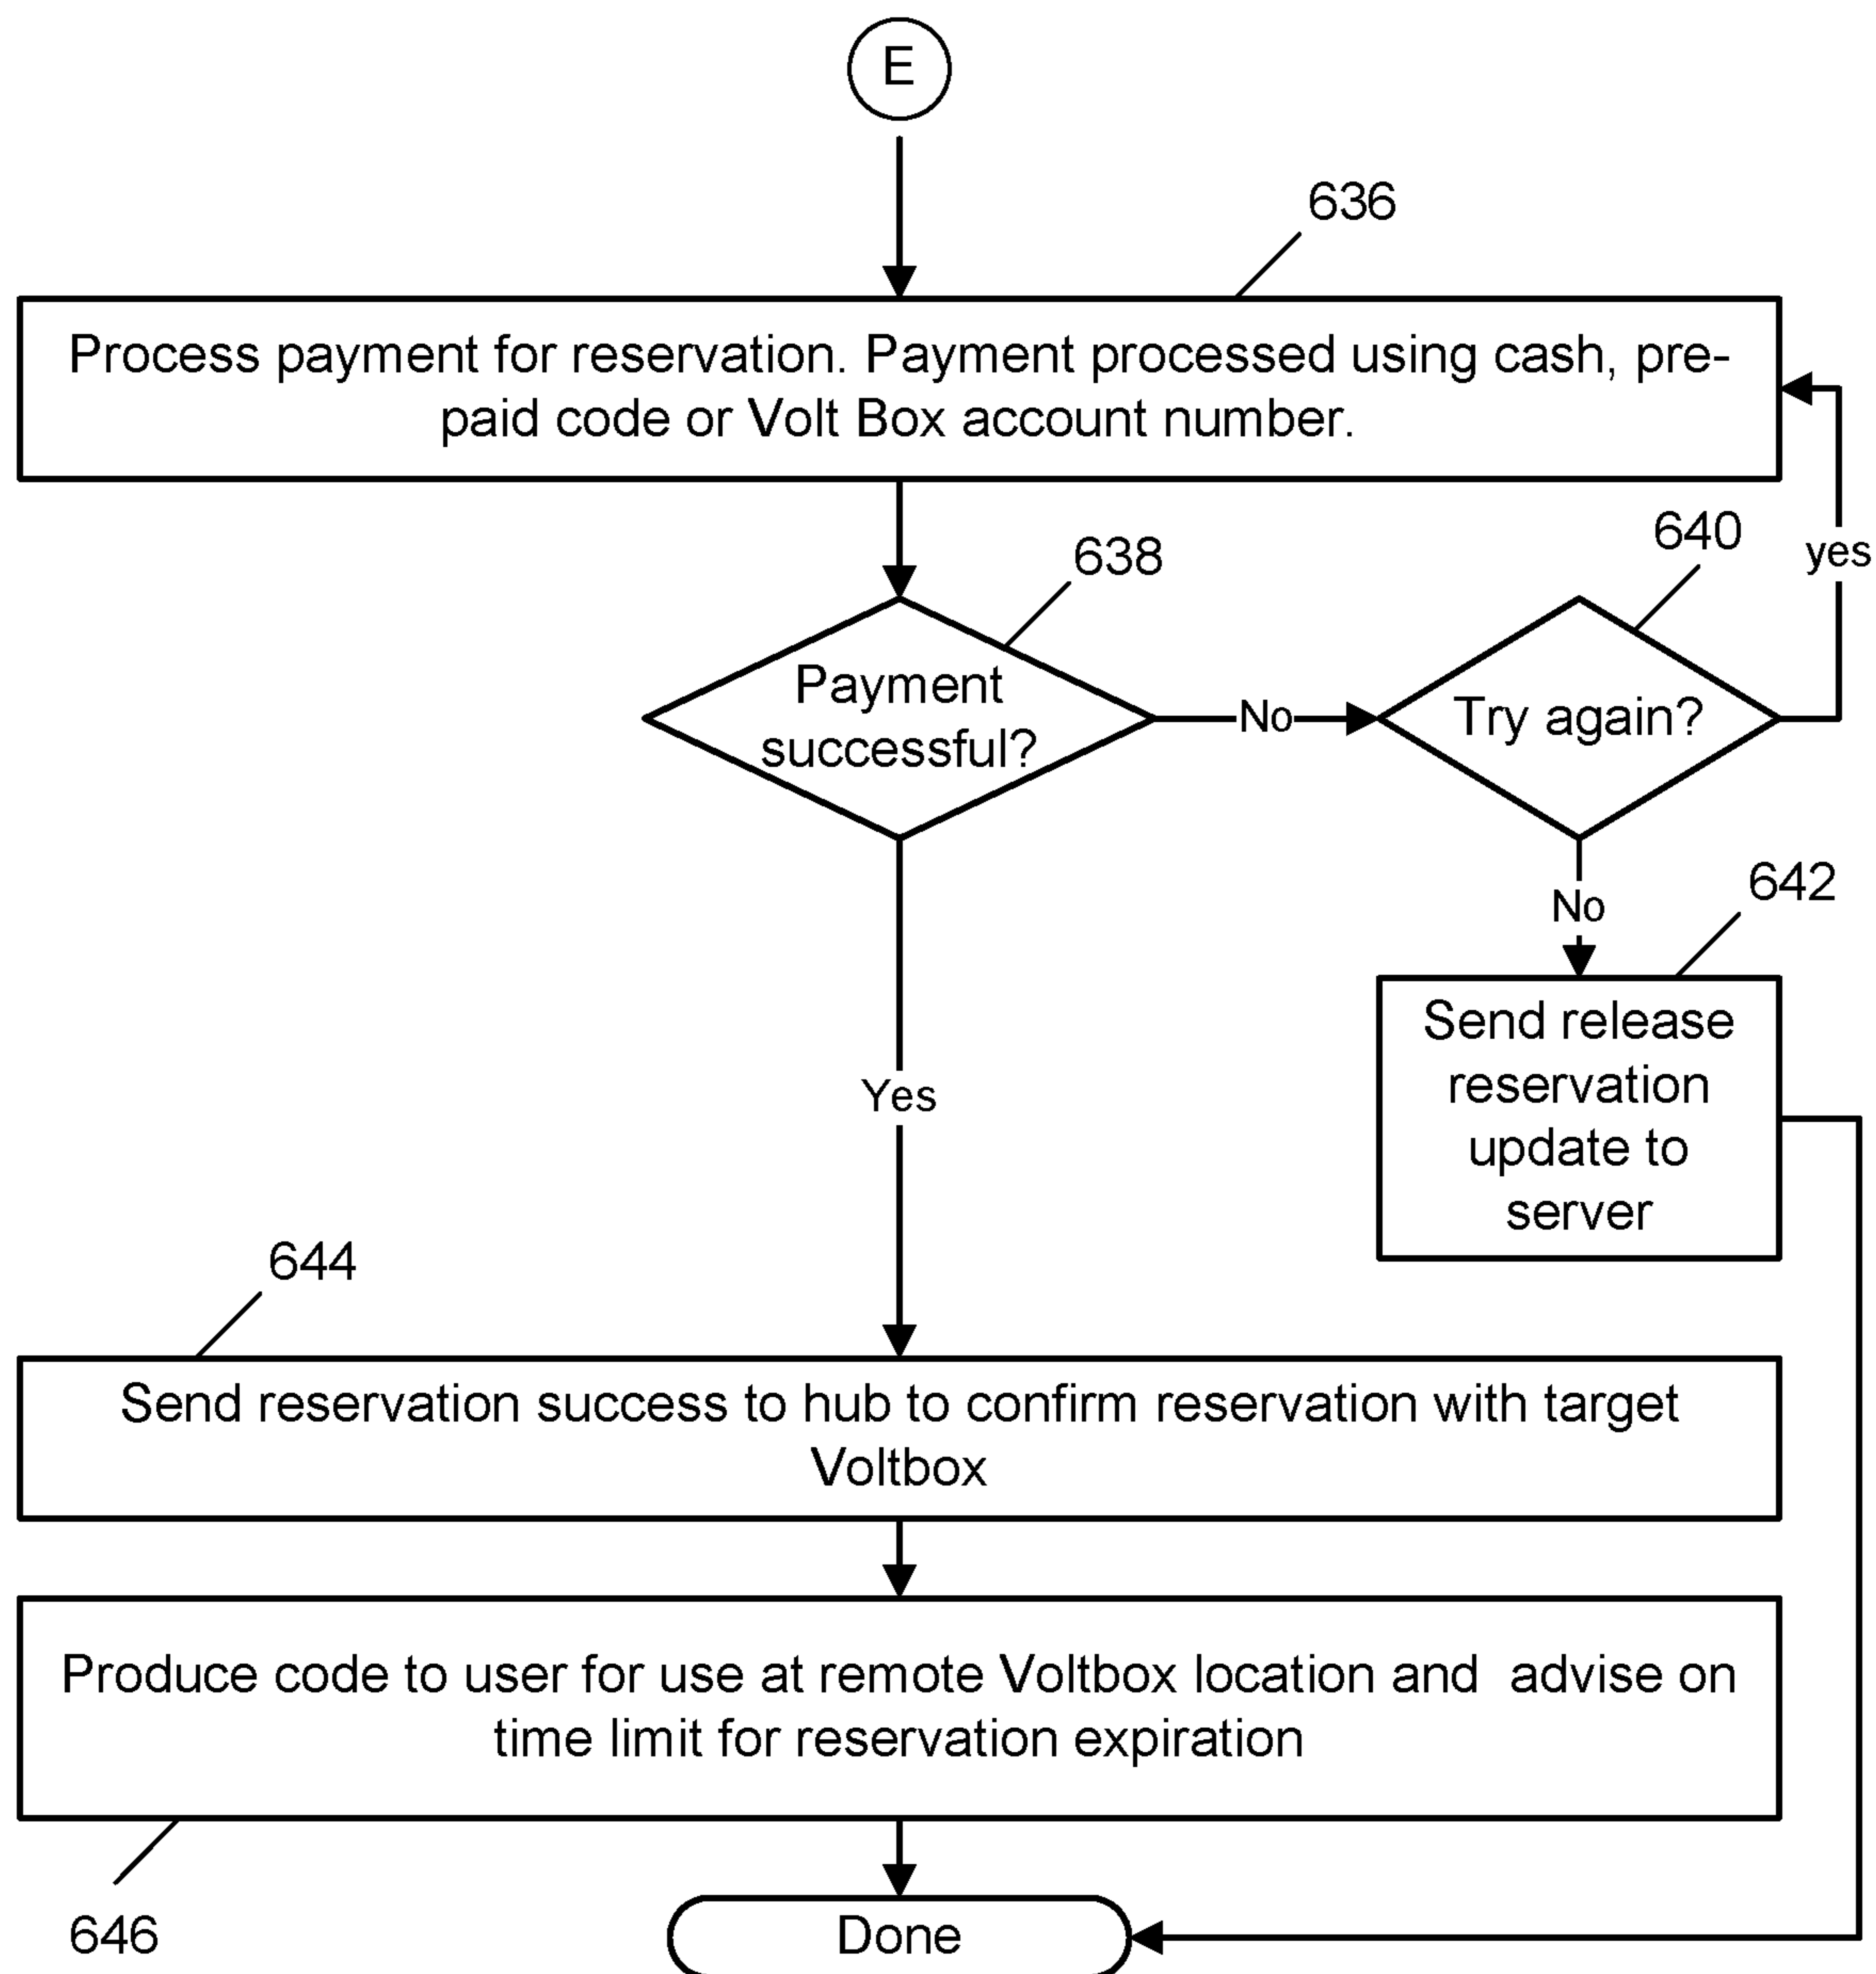 E
636
Process payment for reservation. Payment processed using cash, pre-
paid code or Volt Box account number.
638
640
yes
Payment
successful?
No
Try again?
No
642
Send release
reservation
update to
server
Yes
644
Send reservation success to hub to confirm reservation with target
Voltbox
Produce code to user for use at remote Voltbox location and  advise on
time limit for reservation expiration
646
Done